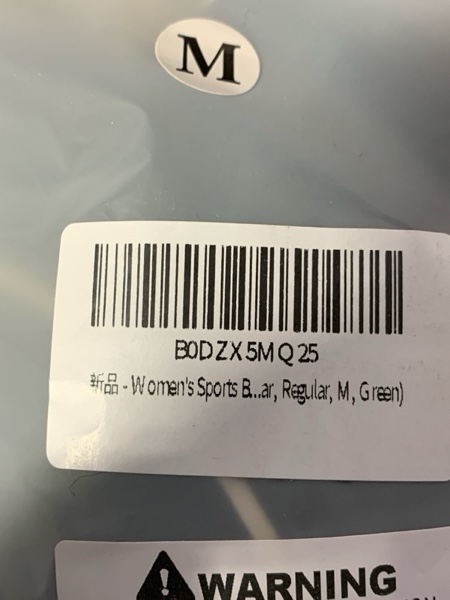 M
B0DZX5MQ25
新品 - Women's Sports B...ar, Regular, M, Green)
WARNING